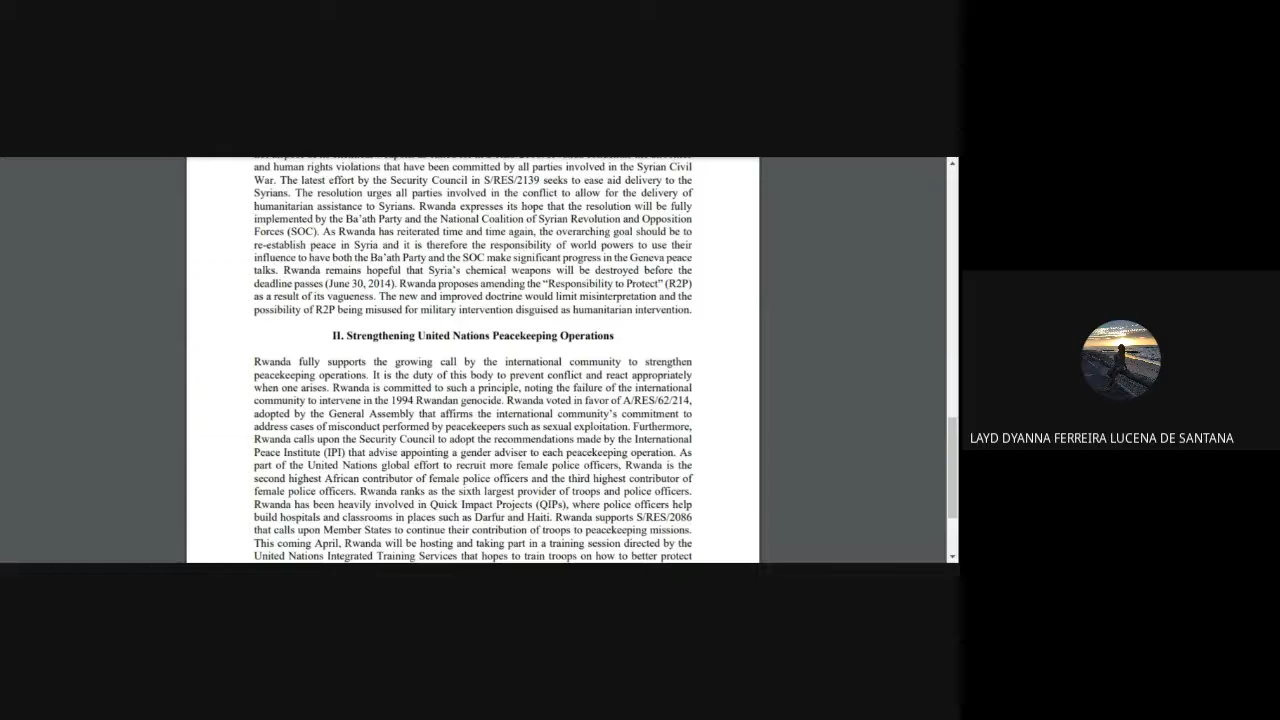 and human rights violations that have been committed by all parties involved in the Syrian Civil
War. The latest effort by the Security Council in S/RES/2139 seeks to ease aid delivery to the
Syrians. The resolution urges all parties involved in the conflict to allow for the delivery of
humanitarian assistance to Syrians. Rwanda expresses its hope that the resolution will be fully
implemented by the Ba’ath Party and the National Coalition of Syrian Revolution and Opposition
Forces (SOC). As Rwanda has reiterated time and time again, the overarching goal should be to
re-establish peace in Syria and it is therefore the responsibility of world powers to use their
influence to have both the Ba’ath Party and the SOC make significant progress in the Geneva peace
talks. Rwanda remains hopeful that Syria’s chemical weapons will be destroyed before the
deadline passes (June 30, 2014). Rwanda proposes amending the “Responsibility to Protect” (R2P)
as a result of its vagueness. The new and improved doctrine would limit misinterpretation and the
possibility of R2P being misused for military intervention disguised as humanitarian intervention.
II. Strengthening United Nations Peacekeeping Operations
Rwanda fully supports the growing call by the international community to strengthen
peacekeeping operations. It is the duty of this body to prevent conflict and react appropriately
when one arises. Rwanda is committed to such a principle, noting the failure of the international
community to intervene in the 1994 Rwandan genocide. Rwanda voted in favor of A/RES/62/214,
adopted by the General Assembly that affirms the international community’s commitment to
address cases of misconduct performed by peacekeepers such as sexual exploitation. Furthermore,
Rwanda calls upon the Security Council to adopt the recommendations made by the International
Peace Institute (IPI) that advise appointing a gender adviser to each peacekeeping operation. As
part of the United Nations global effort to recruit more female police officers, Rwanda is the
second highest African contributor of female police officers and the third highest contributor of
female police officers. Rwanda ranks as the sixth largest provider of troops and police officers.
Rwanda has been heavily involved in Quick Impact Projects (QIPs), where police officers help
build hospitals and classrooms in places such as Darfur and Haiti. Rwanda supports S/RES/2086
that calls upon Member States to continue their contribution of troops to peacekeeping missions.
This coming April, Rwanda will be hosting and taking part in a training session directed by the
United Nations Integrated Training Services that hopes to train troops on how to better protect
LAYD DYANNA FERREIRA LUCENA DE SANTANA